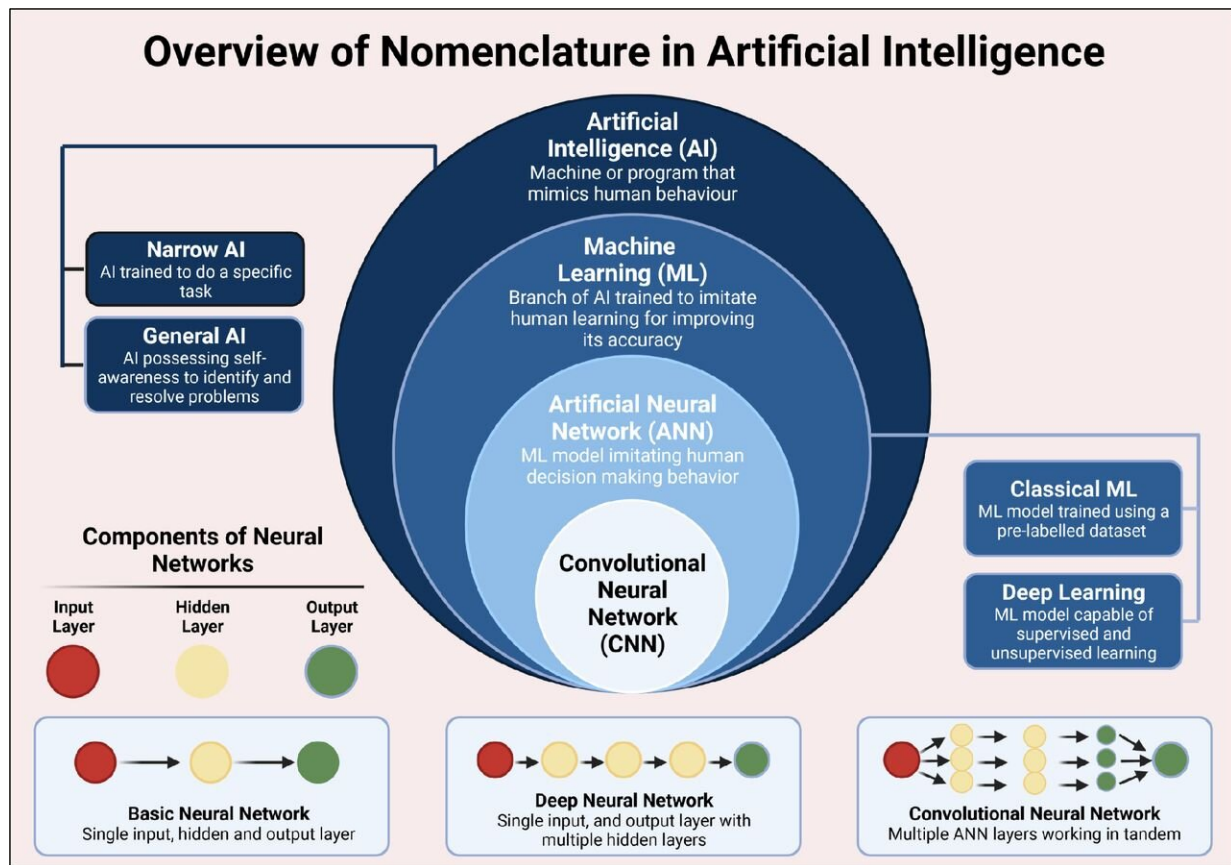 Overview of Nomenclature in Artificial Intelligence
Artificial
Intelligence (AI)
Machine or program that
mimics human behaviour
Narrow AI
AI trained to do a specific
task
General AI
AI possessing self-
awareness to identify and
resolve problems
Machine
Learning (ML)
Branch of AI trained to imitate
human learning for improving
its accuracy
Artificial Neural
Network (ANN)
ML model imitating human
decision making behavior
Convolutional
Neural
Network
(CNN)
Classical ML
ML model trained using a
pre-labelled dataset
Deep Learning
ML model capable of
supervised and
unsupervised learning
Components of Neural
Networks
Input
Layer
Hidden
Layer
Output
Layer
Basic Neural Network
Single input, hidden and output layer
Deep Neural Network
Single input, and output layer with
multiple hidden layers
Convolutional Neural Network
Multiple ANN layers working in tandem